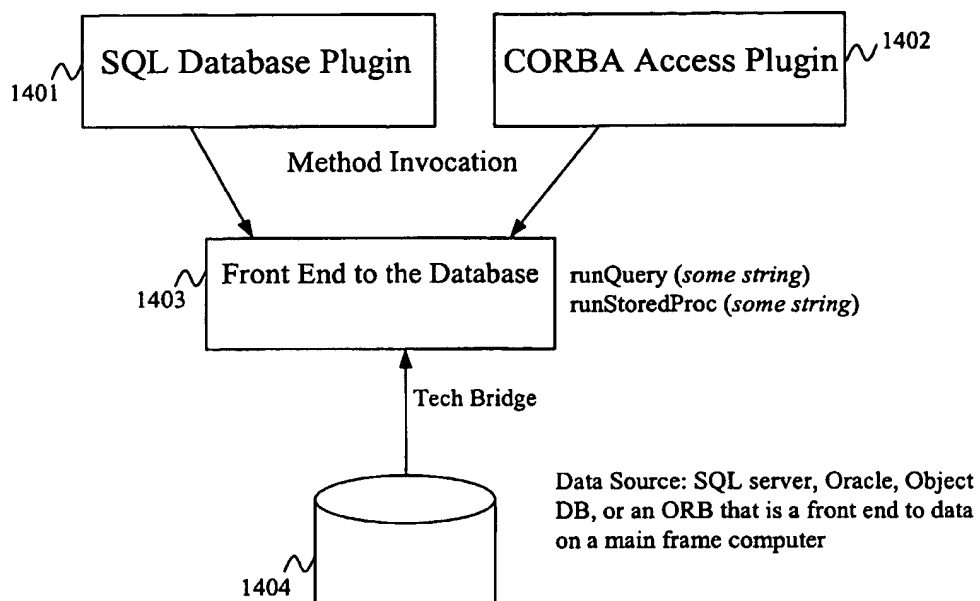 SQL Database Plugin
CORBA Access Plugin
1401
1402
Method Invocation
Front End to the Database
1403
runQuery (some string)
runStoredProc (some string)
Tech Bridge
Data Source: SQL server, Oracle, Object
DB, or an ORB that is a front end to data
on a main frame computer
1404